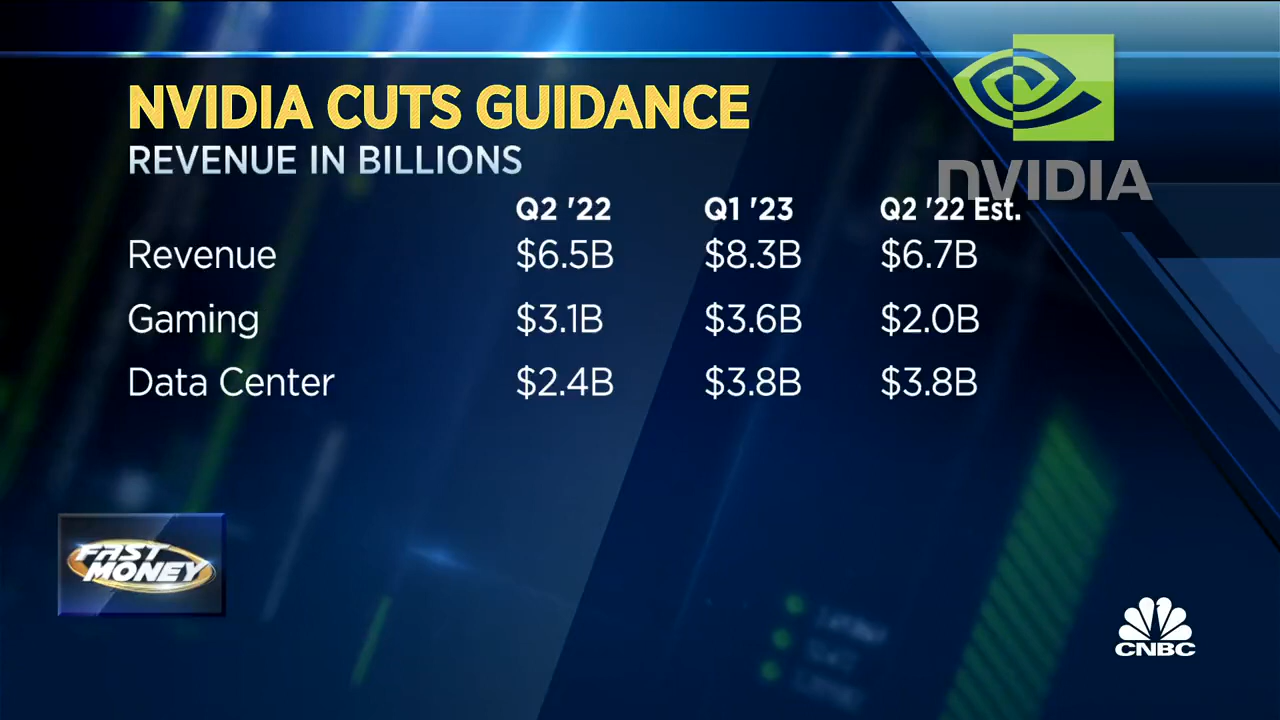 NVIDIA CUTS GUIDANCE
NVIDIA
REVENUE IN BILLIONS
Q2 '22 Q1 '23 Q2 '22 Est.
Revenue $6.5B $8.3B $6.7B
Gaming $3.1B $3.6B $2.0B
Data Center $2.4B $3.8B $3.8B
FAST
MONEY
CNBC